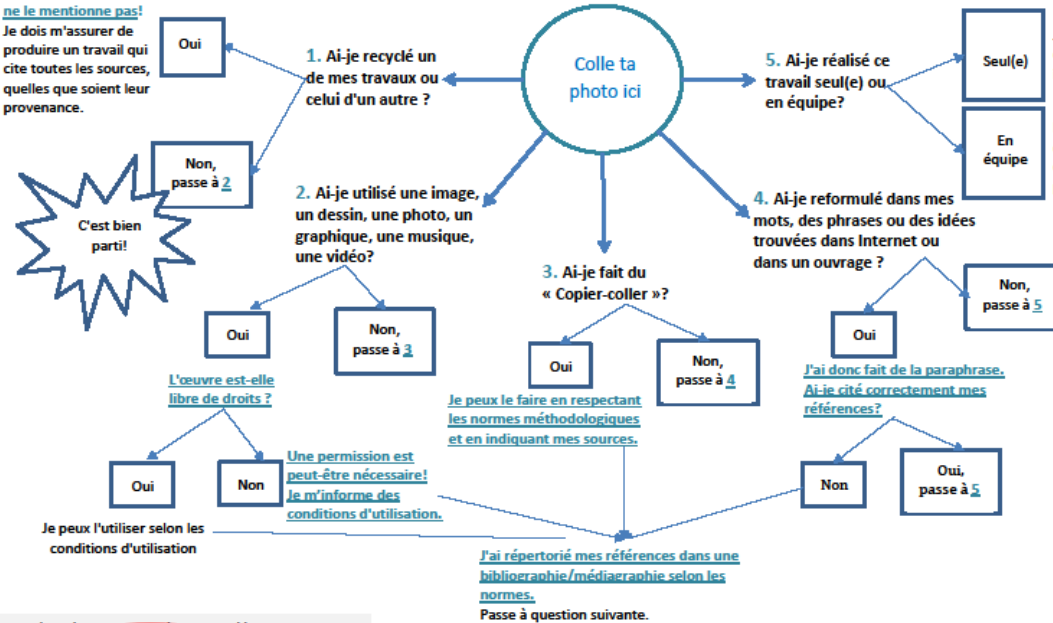 ne le mentionne pas!
Je dois m'assurer de
produire un travail qui
cite toutes les sources,
quelles que soient leur
provenance.
Oui
1. Ai-je recyclé un
de mes travaux ou
celui d'un autre ?
Non,
passe à 2
C'est bien
parti!
Colle ta
photo ici
5. Ai-je réalisé ce
travail seul(e) ou
en équipe?
Seul(e)
En
équipe
2. Ai-je utilisé une image,
un dessin, une photo, un
graphique, une musique,
une vidéo?
Oui
Non,
passe à 3
L'œuvre est-elle
libre de droits ?
Oui
Non
Je peux l'utiliser selon les
conditions d'utilisation
Une permission est
peut-être nécessaire!
Je m'informe des
conditions d'utilisation.
3. Ai-je fait du
« Copier-coller »?
Oui
Non,
passe à 4
Je peux le faire en respectant
les normes méthodologiques
et en indiquant mes sources.
4. Ai-je reformulé dans mes
mots, des phrases ou des idées
trouvées dans Internet ou
dans un ouvrage ?
Oui
Non,
passe à 5
J'ai donc fait de la paraphrase.
Ai-je cité correctement mes
références?
Non
Oui,
passe à 5
J'ai répertorié mes références dans une
bibliographie/médiagraphie selon les
normes.
Passe à question suivante.